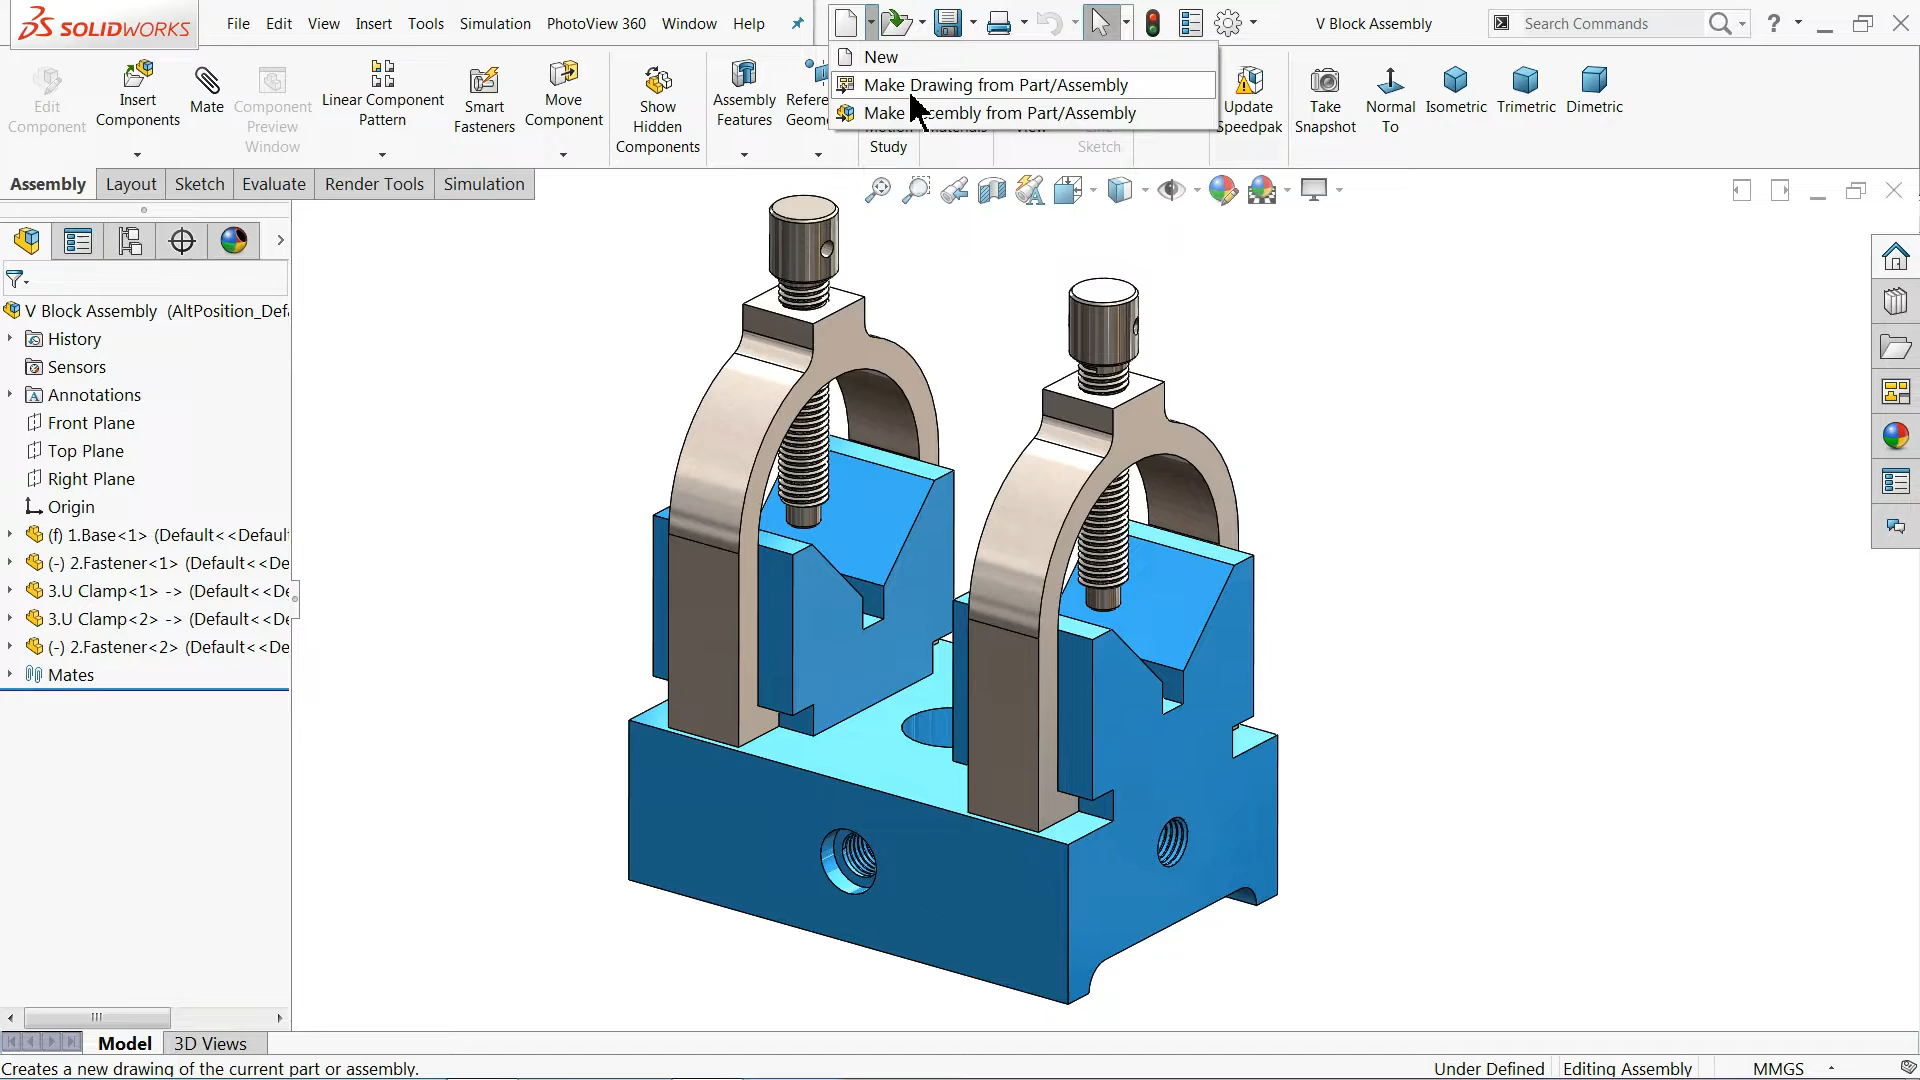 SOLIDWORKS
File Edit View Insert Tools Simulation PhotoView 360 Window Help
V Block Assembly
Search Commands
?
New
Make Drawing from Part/Assembly
Make Assembly from Part/Assembly
Edit Component
Insert Components
Mate
Component Preview Window
Linear Component Pattern
Smart Fasteners
Move Component
Show Hidden Components
Assembly Features
Study
Sketch
Update Speedpak
Take Snapshot
Normal To
Isometric
Trimetric
Dimetric
Assembly Layout Sketch Evaluate Render Tools Simulation
V Block Assembly (AltPosition_Def
History
Sensors
Annotations
Front Plane
Top Plane
Right Plane
Origin
(f) 1.Base<1> (Default<<Defaul
(-) 2.Fastener<1> (Default<<De
3.U Clamp<1> -> (Default<<De
3.U Clamp<2> -> (Default<<De
(-) 2.Fastener<2> (Default<<De
Mates
Model 3D Views
Creates a new drawing of the current part or assembly.
Under Defined Editing Assembly MMGS